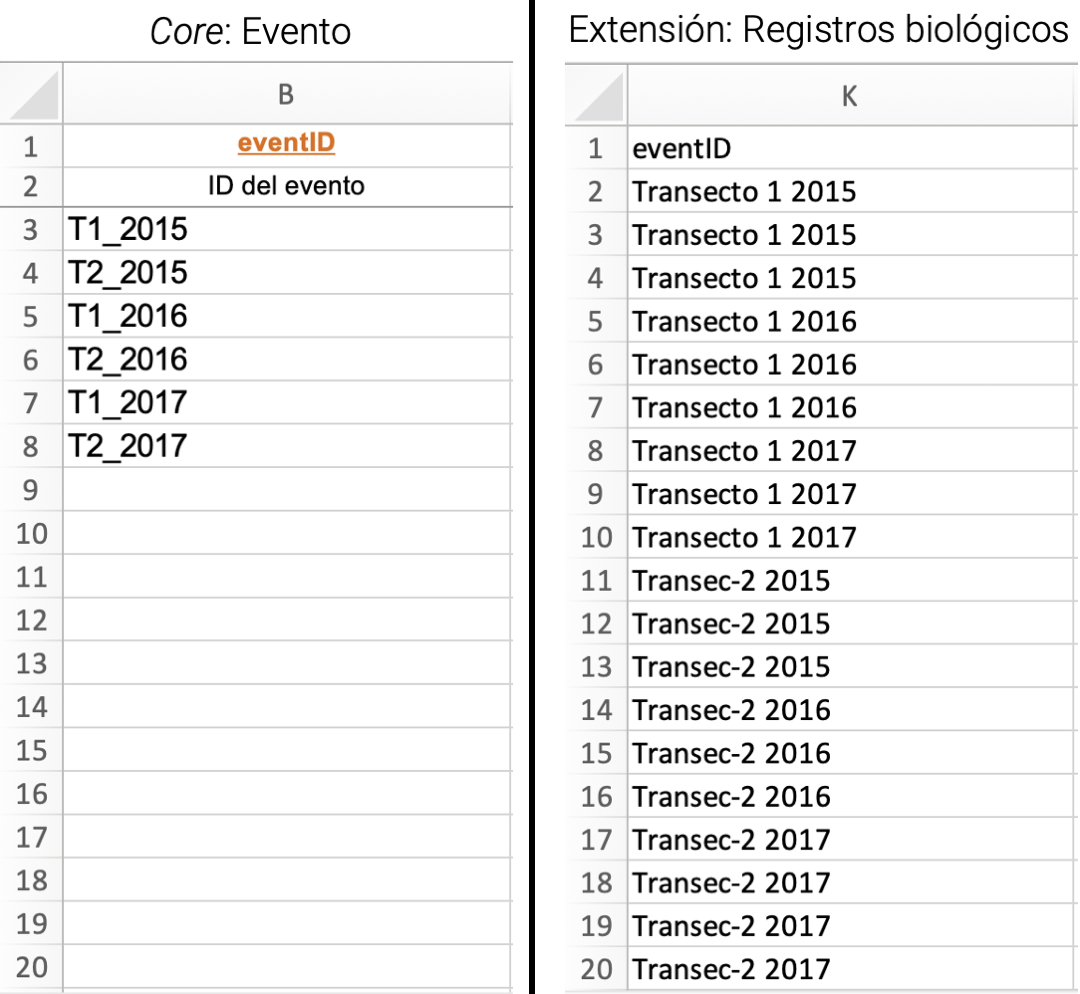 Core: Evento
B
1 eventID
2 ID del evento
3 T1_2015
4 T2_2015
5 T1_2016
6 T2_2016
7 T1_2017
8 T2_2017
9
10
11
12
13
14
15
16
17
18
19
20
Extensión: Registros biológicos
K
1 eventID
2 Transecto 1 2015
3 Transecto 1 2015
4 Transecto 1 2015
5 Transecto 1 2016
6 Transecto 1 2016
7 Transecto 1 2016
8 Transecto 1 2017
9 Transecto 1 2017
10 Transecto 1 2017
11 Transec-2 2015
12 Transec-2 2015
13 Transec-2 2015
14 Transec-2 2016
15 Transec-2 2016
16 Transec-2 2016
17 Transec-2 2017
18 Transec-2 2017
19 Transec-2 2017
20 Transec-2 2017